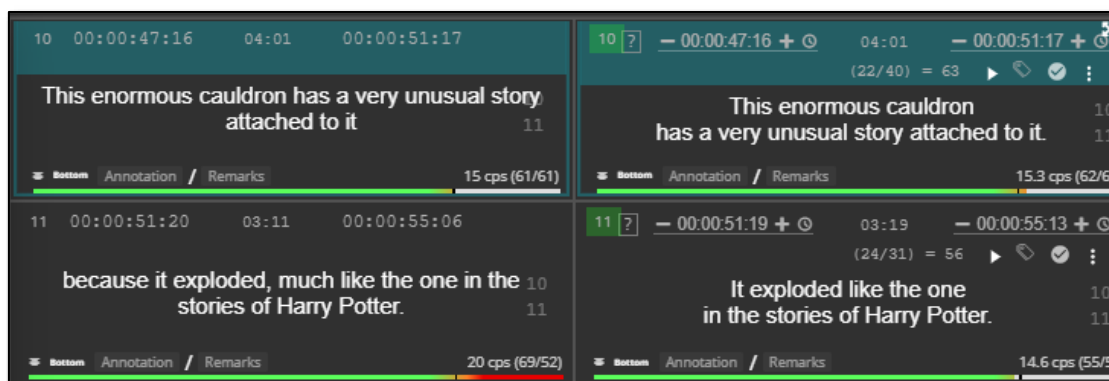 10 00:00:47:16 04:01 00:00:51:17
This enormous cauldron has a very unusual story
attached to it
10
11
Bottom Annotation / Remarks 15 cps (61/61)
10 ? — 00:00:47:16 + 04:01 — 00:00:51:17 +
(22/40) = 63
This enormous cauldron
has a very unusual story attached to it.
10
11
Bottom Annotation / Remarks 15.3 cps (62/6
11 00:00:51:20 03:11 00:00:55:06
because it exploded, much like the one in the
stories of Harry Potter.
10
11
Bottom Annotation / Remarks 20 cps (69/52)
11 ? — 00:00:51:19 + 03:19 — 00:00:55:13 +
(24/31) = 56
It exploded like the one
in the stories of Harry Potter.
10
11
Bottom Annotation / Remarks 14.6 cps (55/5